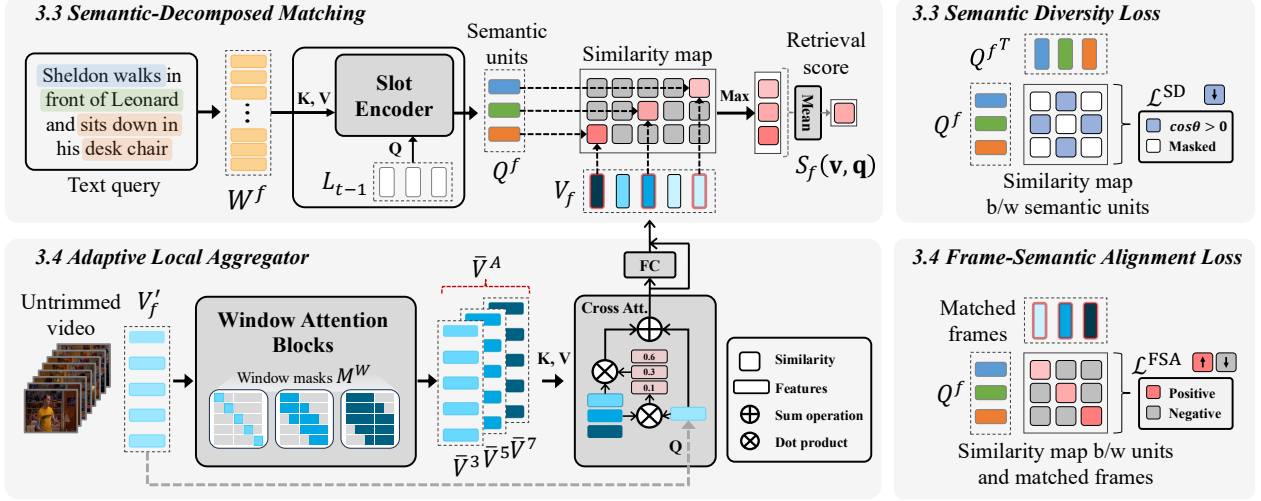 3.3 Semantic-Decomposed Matching
Sheldon walks in
front of Leonard
and sits down in
his desk chair
Text query
W^f
K, V
Slot
Encoder
Q
L_{t−1}
Semantic
units
Q^f
Similarity map
V_f
Max
Retrieval
score
Mean
S_f(v, q)
3.3 Semantic Diversity Loss
Q^{f^T}
Q^f
L^SD
cosθ > 0
Masked
Similarity map
b/w semantic units
3.4 Adaptive Local Aggregator
Untrimmed
video
V′_f
Window Attention
Blocks
Window masks M^W
V̄^A
V̄^3 V̄^5 V̄^7
K, V
FC
Cross Att.
0.6
0.3
0.1
Q
Similarity
Features
Sum operation
Dot product
3.4 Frame-Semantic Alignment Loss
Matched
frames
Q^f
L^FSA
Positive
Negative
Similarity map b/w units
and matched frames